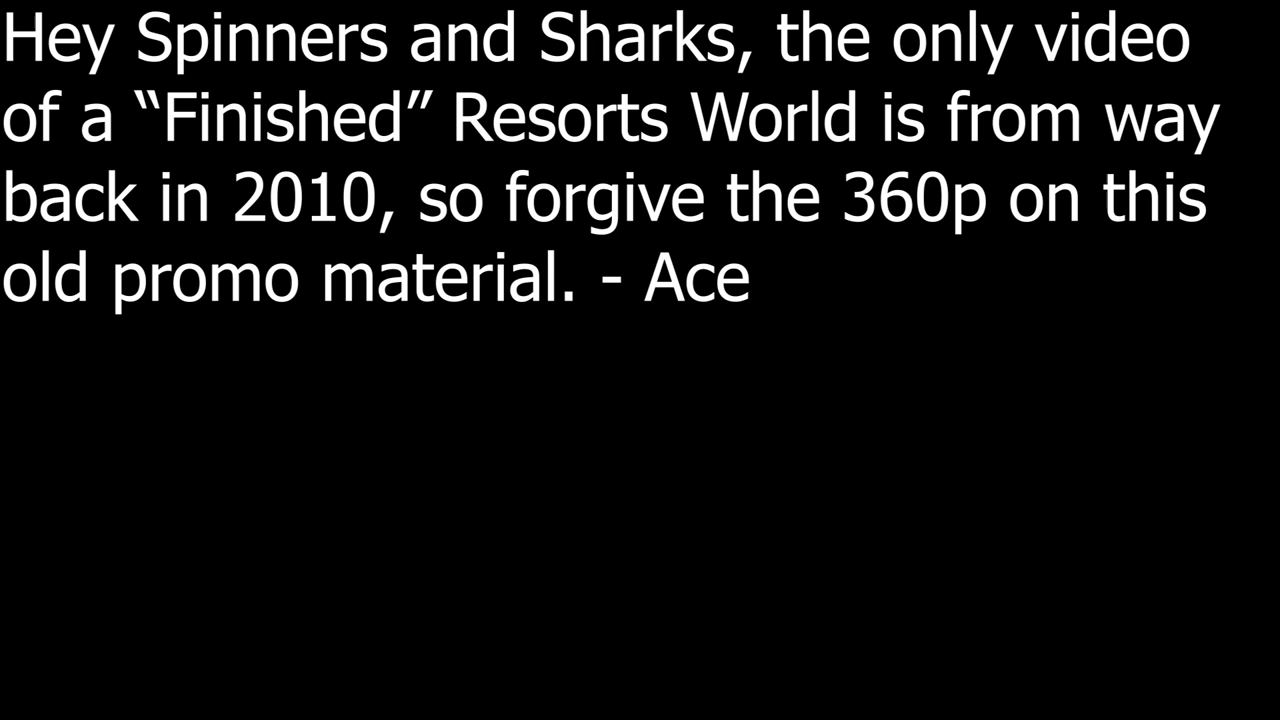 Hey Spinners and Sharks, the only video
of a “Finished” Resorts World is from way
back in 2010, so forgive the 360p on this
old promo material. - Ace